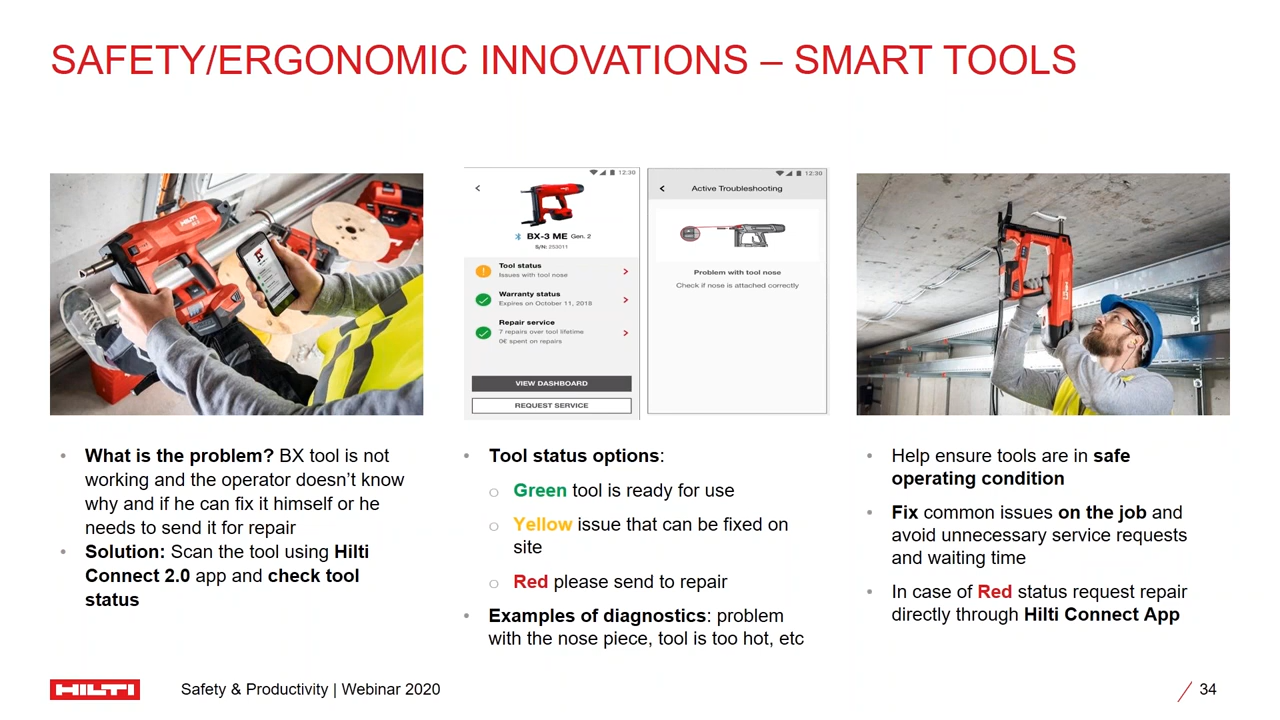 SAFETY/ERGONOMIC INNOVATIONS – SMART TOOLS
HILTI
12:30
BX-3 ME Gen. 2
S/N: 253011
Tool status
Issues with tool nose
Warranty status
Expires on October 11, 2018
Repair service
7 repairs over tool lifetime
0€ spent on repairs
VIEW DASHBOARD
REQUEST SERVICE
12:30
Active Troubleshooting
Problem with tool nose
Check if nose is attached correctly
• What is the problem? BX tool is not
working and the operator doesn’t know
why and if he can fix it himself or he
needs to send it for repair
• Solution: Scan the tool using Hilti
Connect 2.0 app and check tool
status
• Tool status options:
o Green tool is ready for use
o Yellow issue that can be fixed on
site
o Red please send to repair
• Examples of diagnostics: problem
with the nose piece, tool is too hot, etc
• Help ensure tools are in safe
operating condition
• Fix common issues on the job and
avoid unnecessary service requests
and waiting time
• In case of Red status request repair
directly through Hilti Connect App
HILTI
Safety & Productivity | Webinar 2020
34